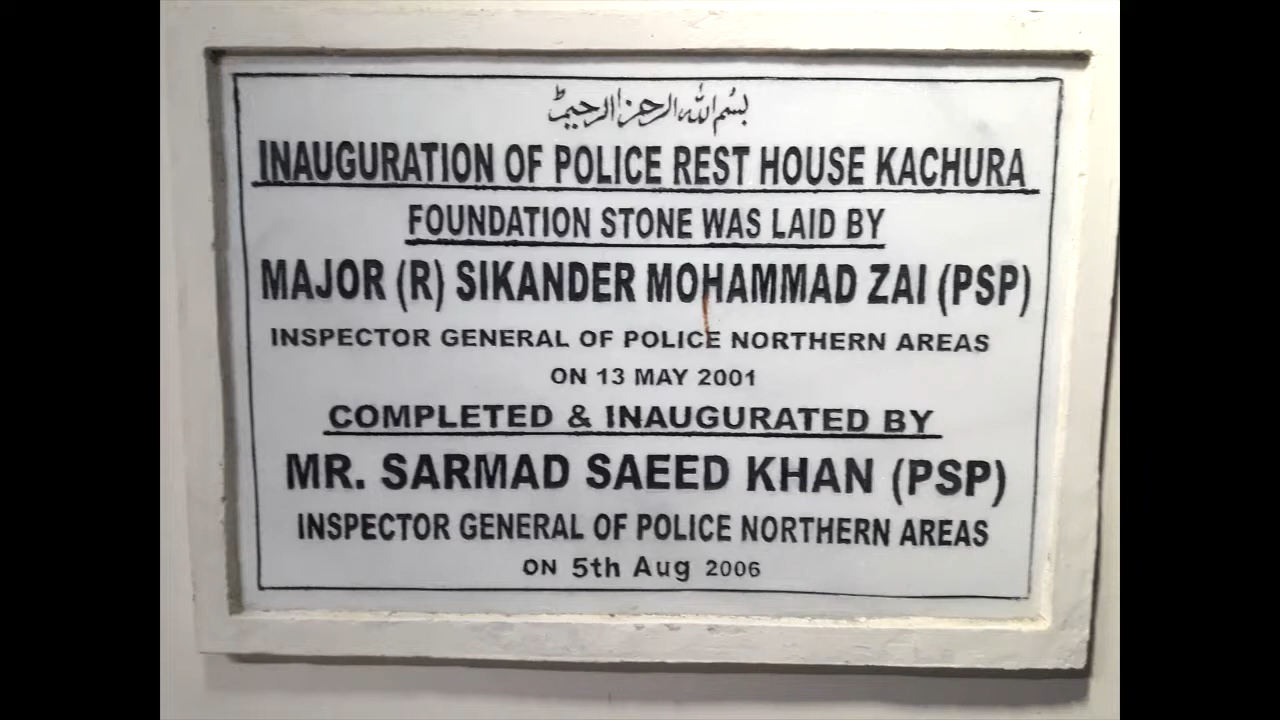 بسم الله الرحمن الرحيم
INAUGURATION OF POLICE REST HOUSE KACHURA
FOUNDATION STONE WAS LAID BY
MAJOR (R) SIKANDER MOHAMMAD ZAI (PSP)
INSPECTOR GENERAL OF POLICE NORTHERN AREAS
ON 13 MAY 2001
COMPLETED & INAUGURATED BY
MR. SARMAD SAEED KHAN (PSP)
INSPECTOR GENERAL OF POLICE NORTHERN AREAS
ON 5th Aug 2006